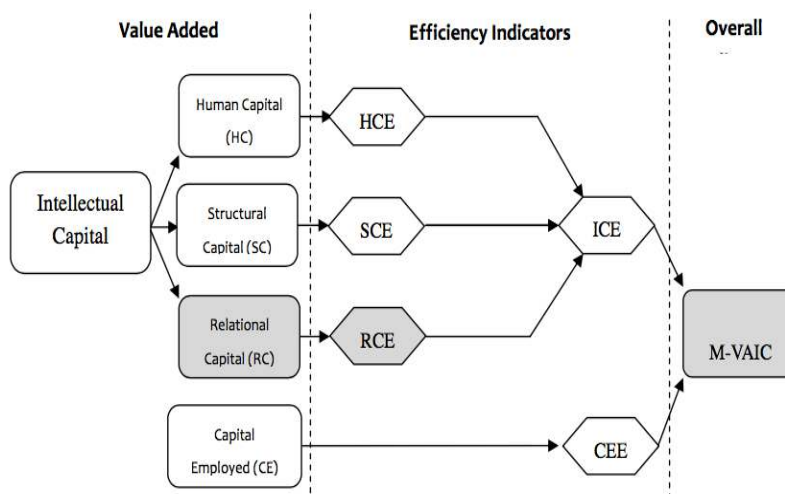 Value Added
Efficiency Indicators
Overall
Human Capital
(HC)
HCE
Intellectual
Capital
Structural
Capital (SC)
SCE
ICE
Relational
Capital (RC)
RCE
M-VAIC
Capital
Employed (CE)
CEE